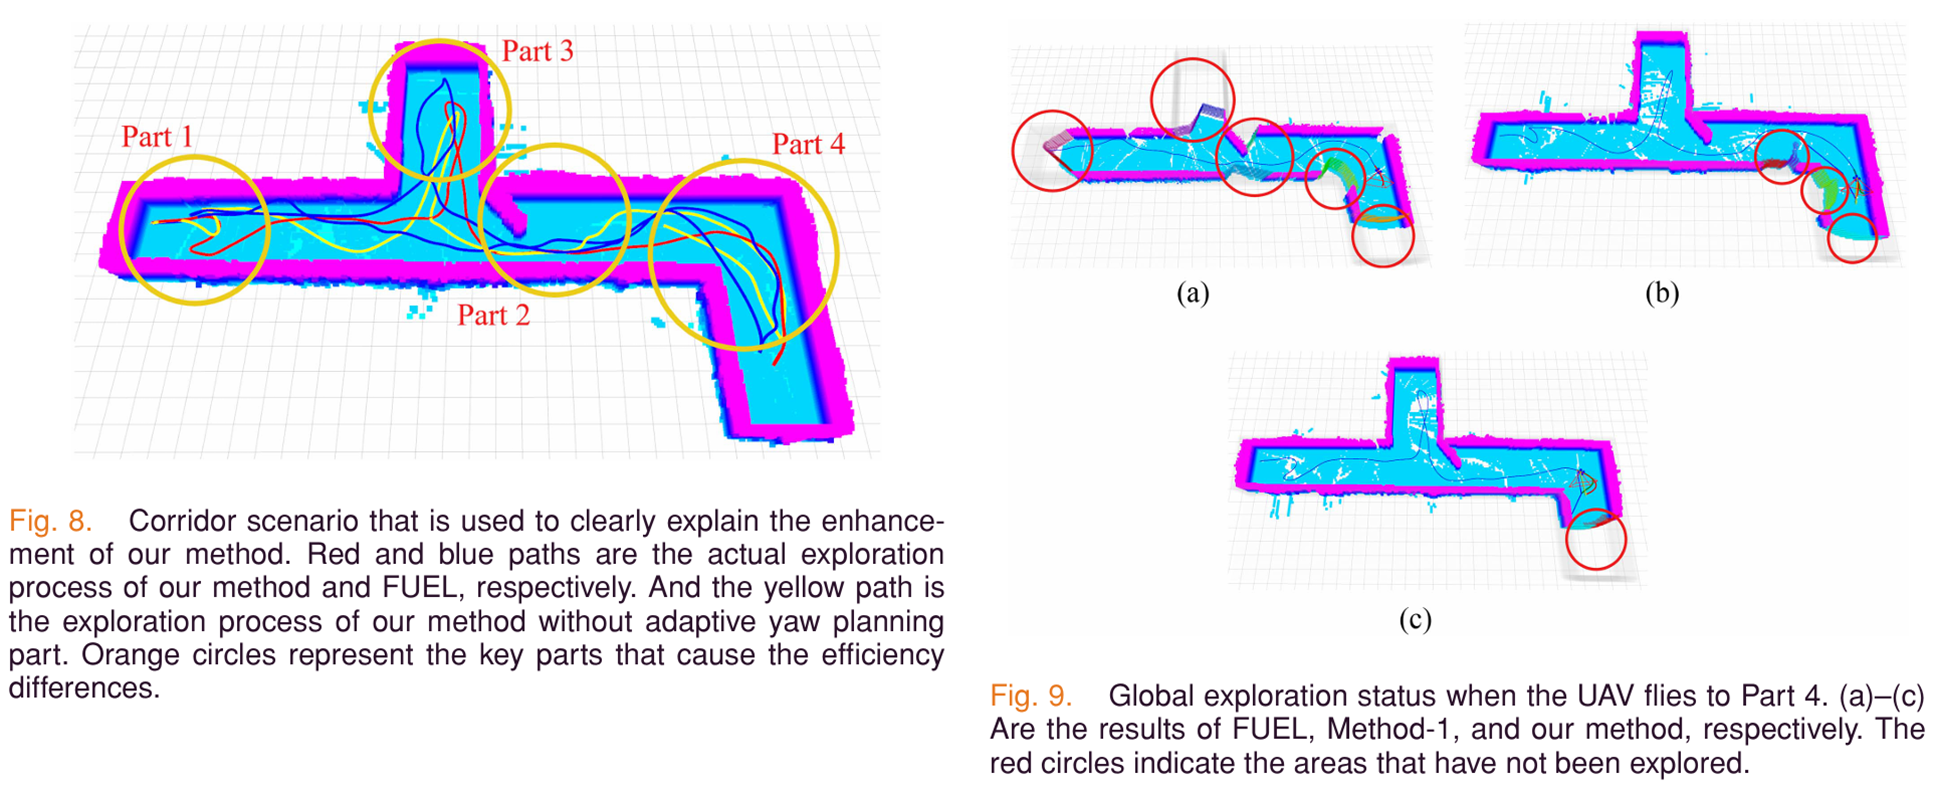 Part 3
Part 1
Part 4
Part 2
Fig. 8. Corridor scenario that is used to clearly explain the enhance-
ment of our method. Red and blue paths are the actual exploration
process of our method and FUEL, respectively. And the yellow path is
the exploration process of our method without adaptive yaw planning
part. Orange circles represent the key parts that cause the efficiency
differences.
(a)
(b)
(c)
Fig. 9. Global exploration status when the UAV flies to Part 4. (a)–(c)
Are the results of FUEL, Method-1, and our method, respectively. The
red circles indicate the areas that have not been explored.